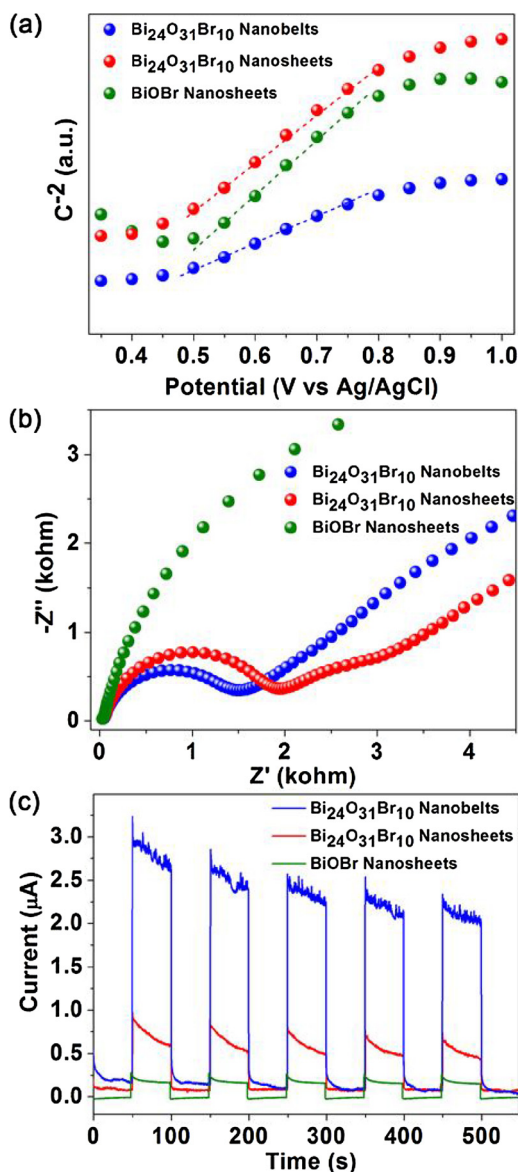 (a)
Bi24O31Br10 Nanobelts
Bi24O31Br10 Nanosheets
BiOBr Nanosheets
C-2 (a.u.)
0.4 0.5 0.6 0.7 0.8 0.9 1.0
Potential (V vs Ag/AgCl)
(b)
3
Bi24O31Br10 Nanobelts
Bi24O31Br10 Nanosheets
BiOBr Nanosheets
2
1
0
-Z'' (kohm)
0 1 2 3 4
Z' (kohm)
(c)
Bi24O31Br10 Nanobelts
Bi24O31Br10 Nanosheets
BiOBr Nanosheets
3.0
2.5
2.0
1.5
1.0
0.5
0.0
Current (μA)
0 100 200 300 400 500
Time (s)